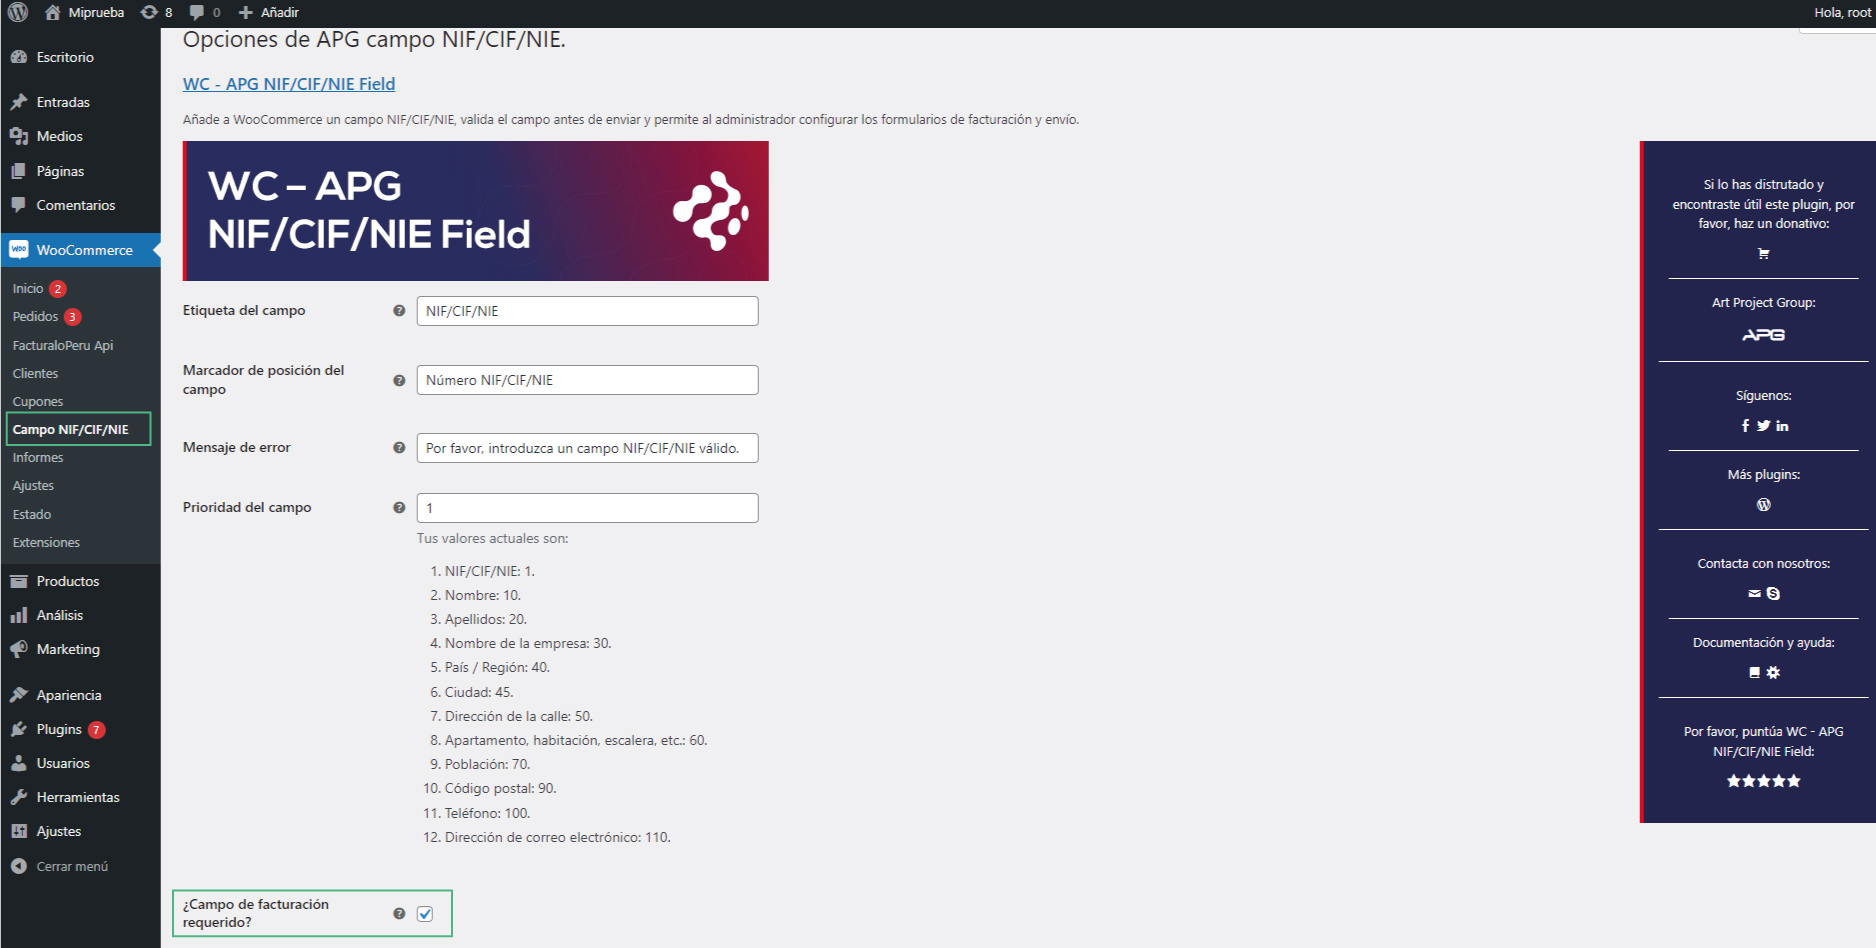 Miprueba
8
0
Añadir
Hola, root
Escritorio
Entradas
Medios
Páginas
Comentarios
WooCommerce
Inicio 2
Pedidos 3
FacturaloPeru Api
Clientes
Cupones
Campo NIF/CIF/NIE
Informes
Ajustes
Estado
Extensiones
Productos
Análisis
Marketing
Apariencia
Plugins 7
Usuarios
Herramientas
Ajustes
Cerrar menú
Opciones de APG campo NIF/CIF/NIE.
WC - APG NIF/CIF/NIE Field
Añade a WooCommerce un campo NIF/CIF/NIE, valida el campo antes de enviar y permite al administrador configurar los formularios de facturación y envío.
WC – APG
NIF/CIF/NIE Field
Etiqueta del campo
NIF/CIF/NIE
Marcador de posición del
campo
Número NIF/CIF/NIE
Mensaje de error
Por favor, introduzca un campo NIF/CIF/NIE válido.
Prioridad del campo
1
Tus valores actuales son:
1. NIF/CIF/NIE: 1.
2. Nombre: 10.
3. Apellidos: 20.
4. Nombre de la empresa: 30.
5. País / Región: 40.
6. Ciudad: 45.
7. Dirección de la calle: 50.
8. Apartamento, habitación, escalera, etc.: 60.
9. Población: 70.
10. Código postal: 90.
11. Teléfono: 100.
12. Dirección de correo electrónico: 110.
¿Campo de facturación
requerido?
Si lo has distrutado y
encontraste útil este plugin, por
favor, haz un donativo:
Art Project Group:
APG
Síguenos:
Más plugins:
Contacta con nosotros:
Documentación y ayuda:
Por favor, puntúa WC - APG
NIF/CIF/NIE Field: